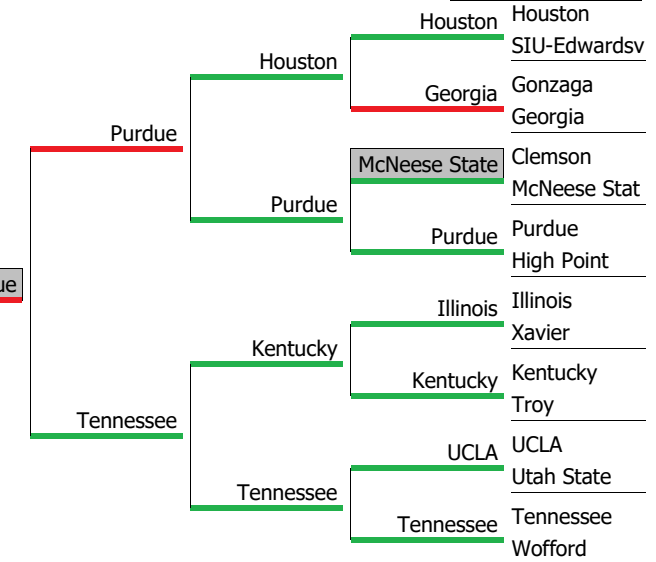 Houston
Houston
SIU-Edwardsv
Houston
Georgia
Gonzaga
Georgia
Purdue
McNeese State
Clemson
McNeese Stat
Purdue
Purdue
Purdue
High Point
ue
Illinois
Illinois
Xavier
Kentucky
Kentucky
Kentucky
Troy
Tennessee
UCLA
UCLA
Utah State
Tennessee
Tennessee
Tennessee
Wofford